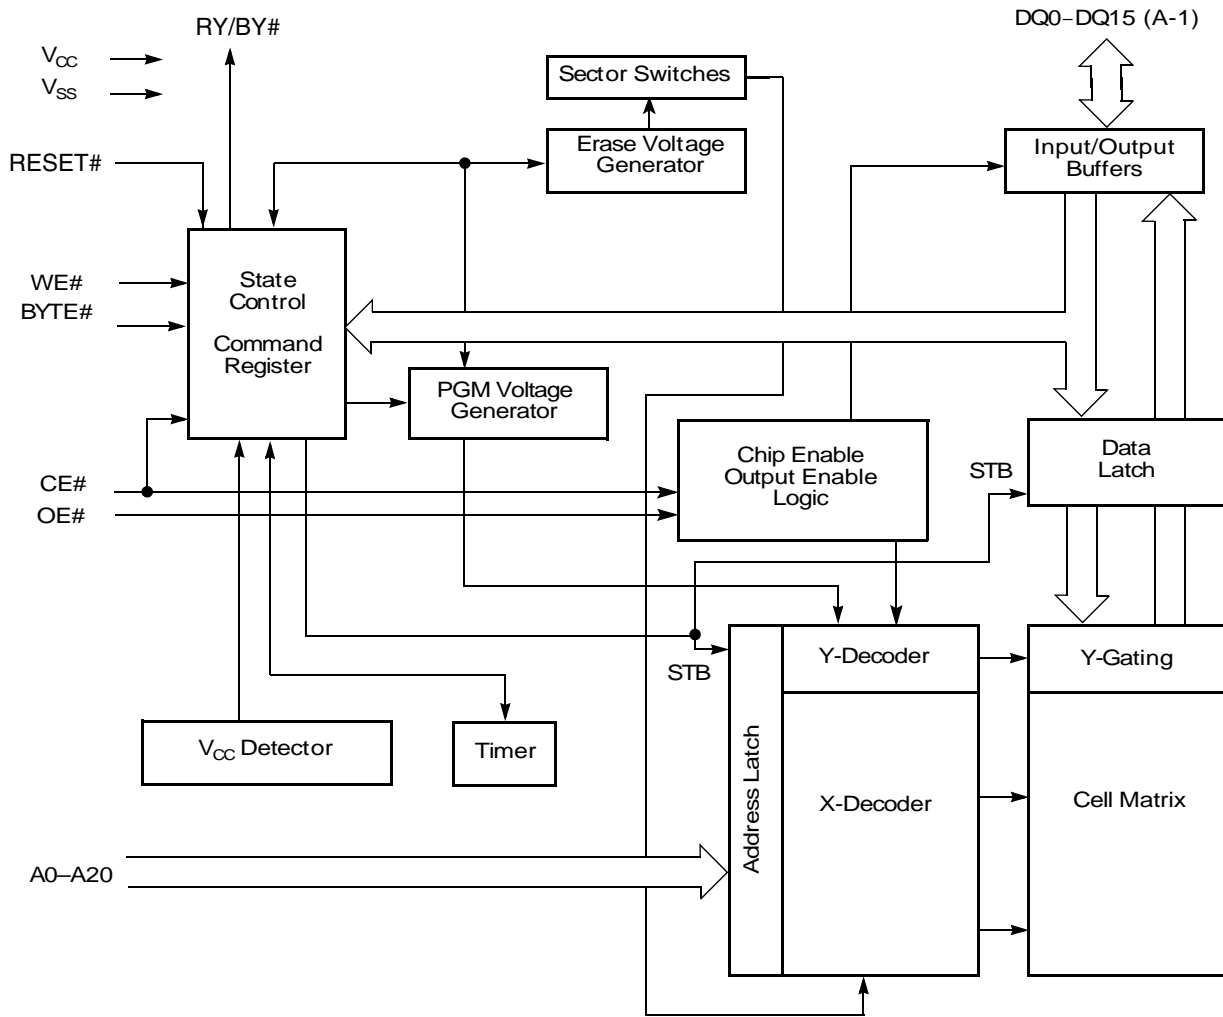 RY/BY#
DQ0–DQ15 (A-1)
VCC
VSS
Sector Switches
Erase Voltage
Generator
Input/Output
Buffers
RESET#
WE#
BYTE#
State
Control
Command
Register
PGM Voltage
Generator
Chip Enable
Output Enable
Logic
Data
Latch
STB
CE#
OE#
STB
Y-Decoder
Y-Gating
VCC Detector
Timer
Address Latch
X-Decoder
Cell Matrix
A0–A20